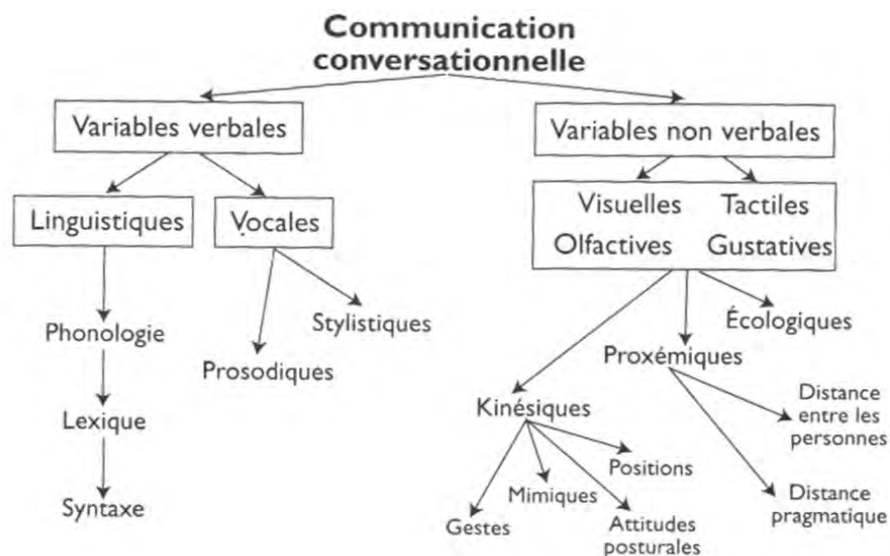 Communication
conversationnelle
Variables verbales
Variables non verbales
Linguistiques
Vocales
Visuelles Tactiles
Olfactives Gustatives
Phonologie
Stylistiques
Prosodiques
Lexique
Syntaxe
Écologiques
Proxémiques
Kinésiques
Distance
entre les
personnes
Positions
Mimiques
Gestes
Attitudes
posturales
Distance
pragmatique